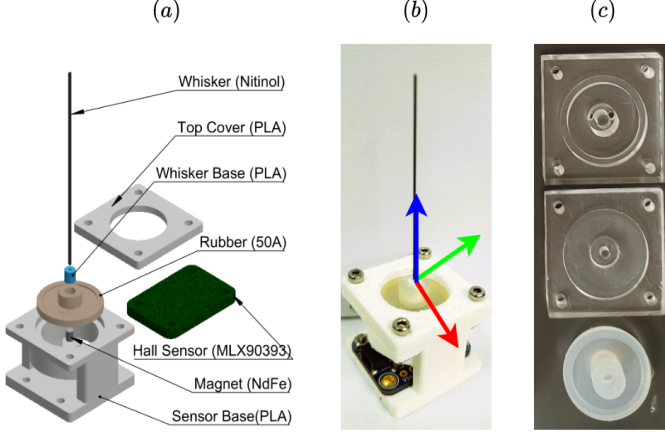 (a)
(b)
(c)
Whisker (Nitinol)
Top Cover (PLA)
Whisker Base (PLA)
Rubber (50A)
Hall Sensor (MLX90393)
Magnet (NdFe)
Sensor Base(PLA)